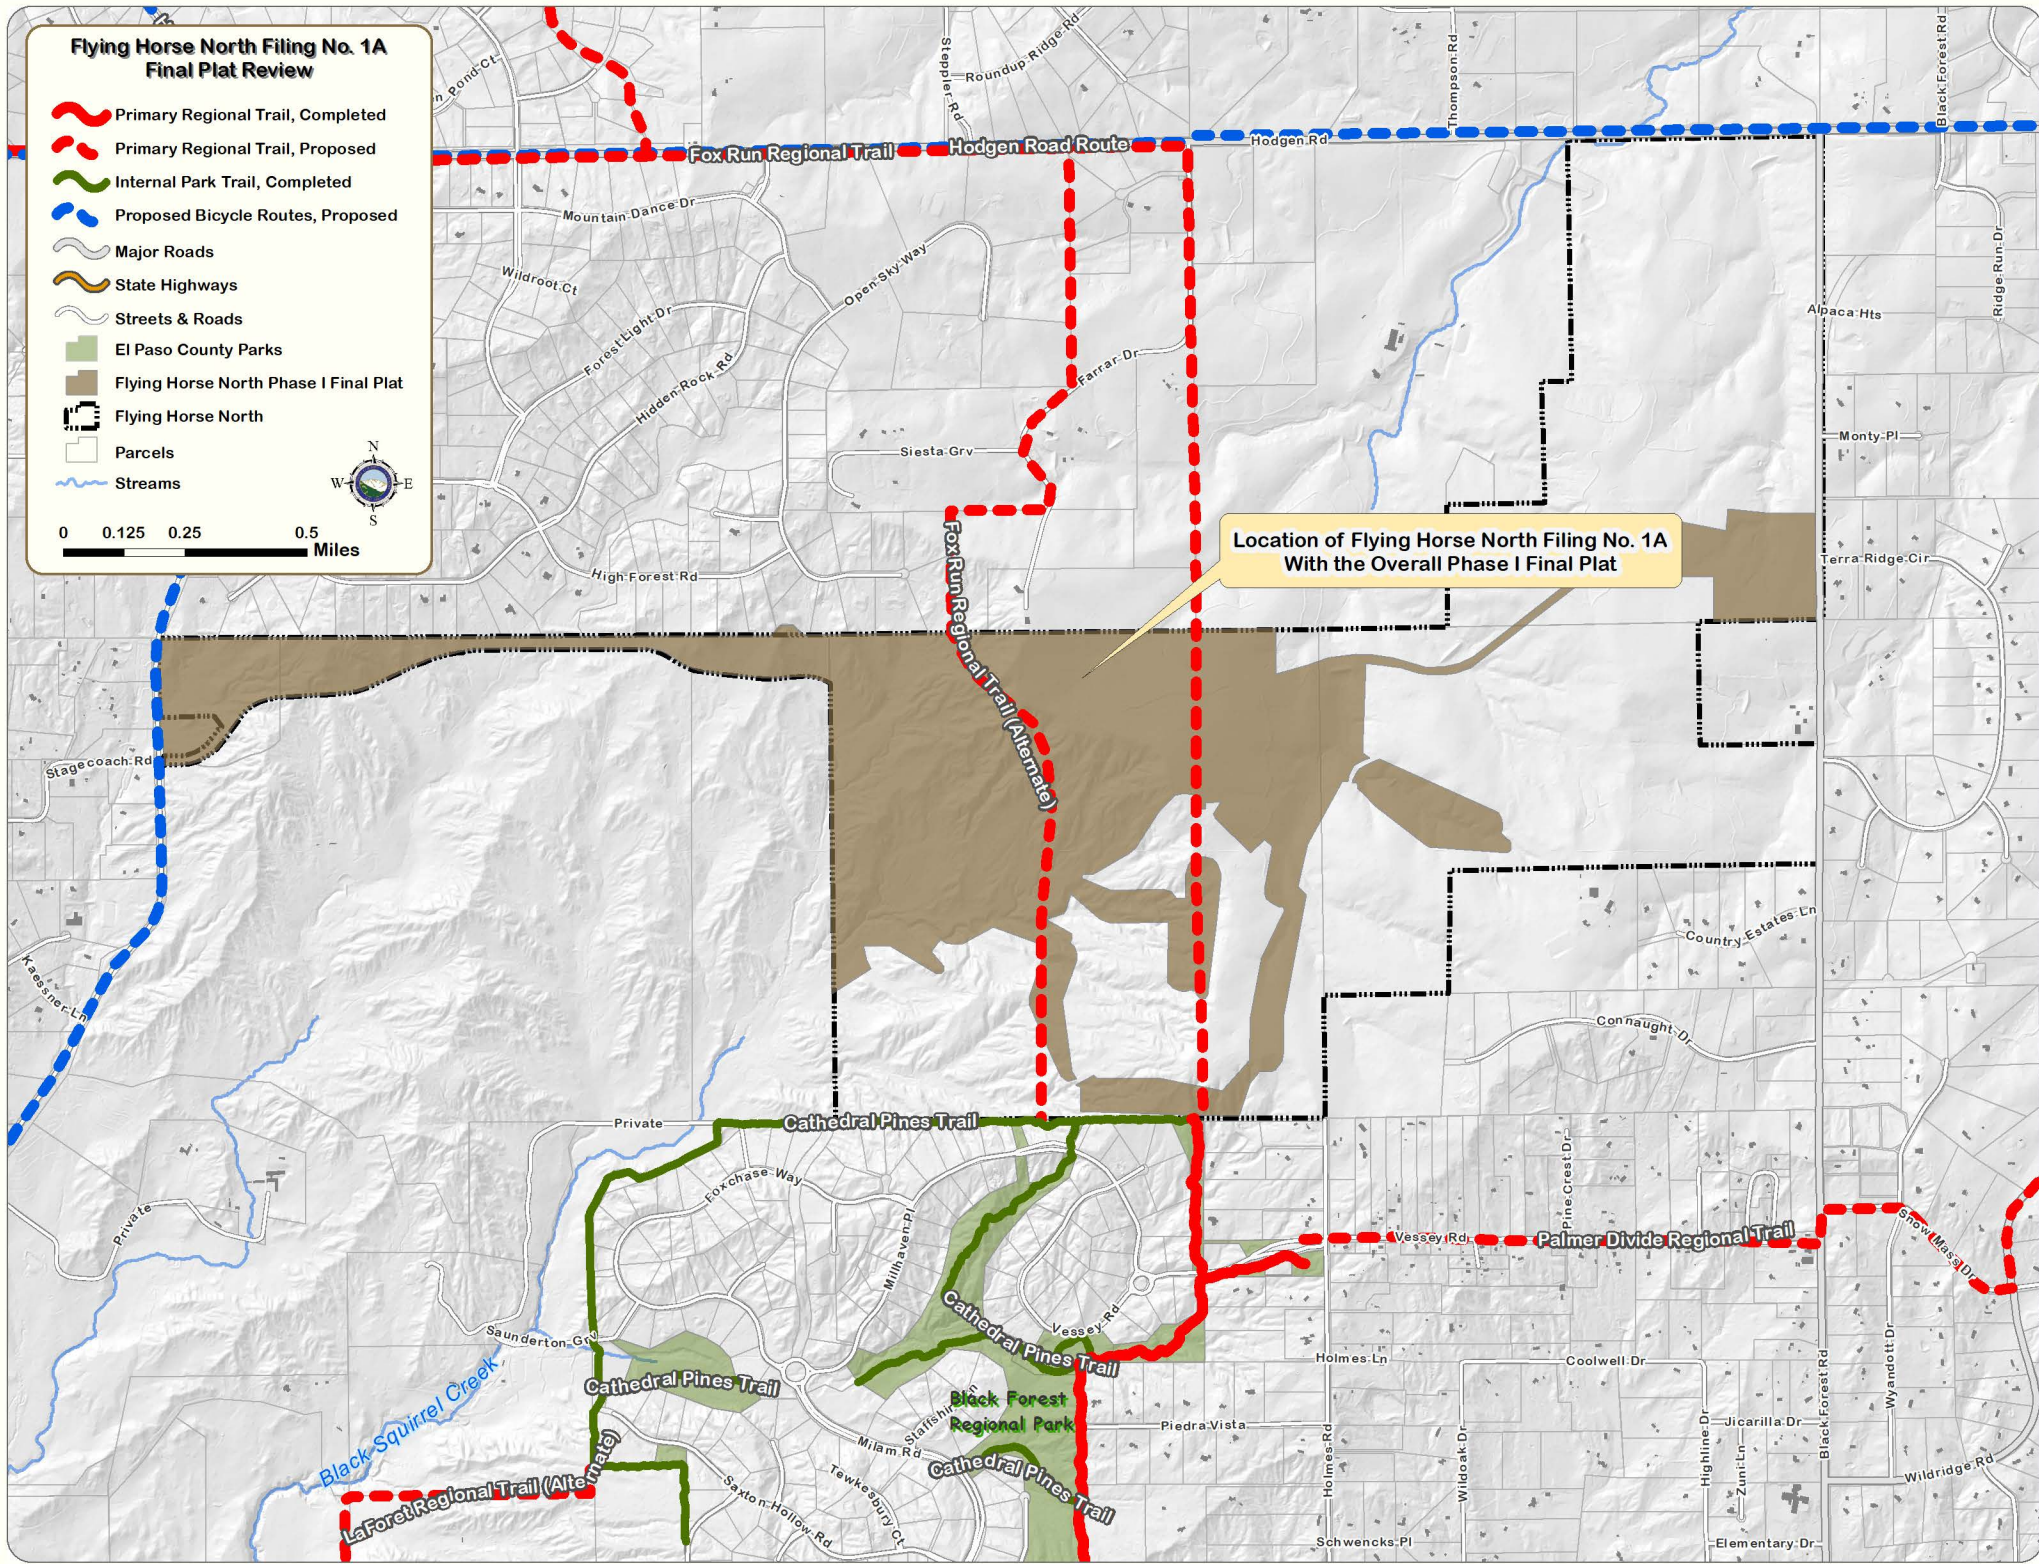 Flying Horse North Filing No. 1A
Final Plat Review
Primary Regional Trail, Completed
Primary Regional Trail, Proposed
Internal Park Trail, Completed
Proposed Bicycle Routes, Proposed
Major Roads
State Highways
Streets & Roads
El Paso County Parks
Flying Horse North Phase I Final Plat
Flying Horse North
Parcels
Streams
N
W
E
S
0 0.125 0.25 0.5
Miles
Pond Ct
Steppler Rd
Roundup Ridge Rd
Thompson Rd
Black Forest Rd
Fox Run Regional Trail
Hodgen Road Route
Hodgen Rd
Mountain Dance Dr
Wildroot Ct
Open Sky Way
Forest Light Dr
Hidden Rock Rd
Farrar Dr
Ridge Run Dr
Alpaca Hts
Monty Pl
Siesta Grv
High Forest Rd
Fox Run Regional Trail (Alternate)
Location of Flying Horse North Filing No. 1A
With the Overall Phase I Final Plat
Terra Ridge Cir
Stagecoach Rd
Kaessner Ln
Country Estates Ln
Connaught Dr
Private
Cathedral Pines Trail
Foxchase Way
Private
Millhaven Pl
Pine Crest Dr
Vessey Rd
Palmer Divide Regional Trail
Snow Mass Dr
Saunderton Grv
Cathedral Pines Trail
Vessey Rd
Cathedral Pines Trail
Black Forest
Regional Park
Holmes Ln
Coolwell Dr
Black Forest Rd
Wyandott Dr
Black Squirrel Creek
Milam Rd
Piedra Vista
Jicarilla Dr
Highline Dr
Zuni Ln
Wildoak Dr
Holmes Rd
Wildridge Rd
Cathedral Pines Trail
LaForet Regional Trail (Alternate)
Saxton Hollow Rd
Tewkesbury Ct
Schwencks Pl
Elementary Dr